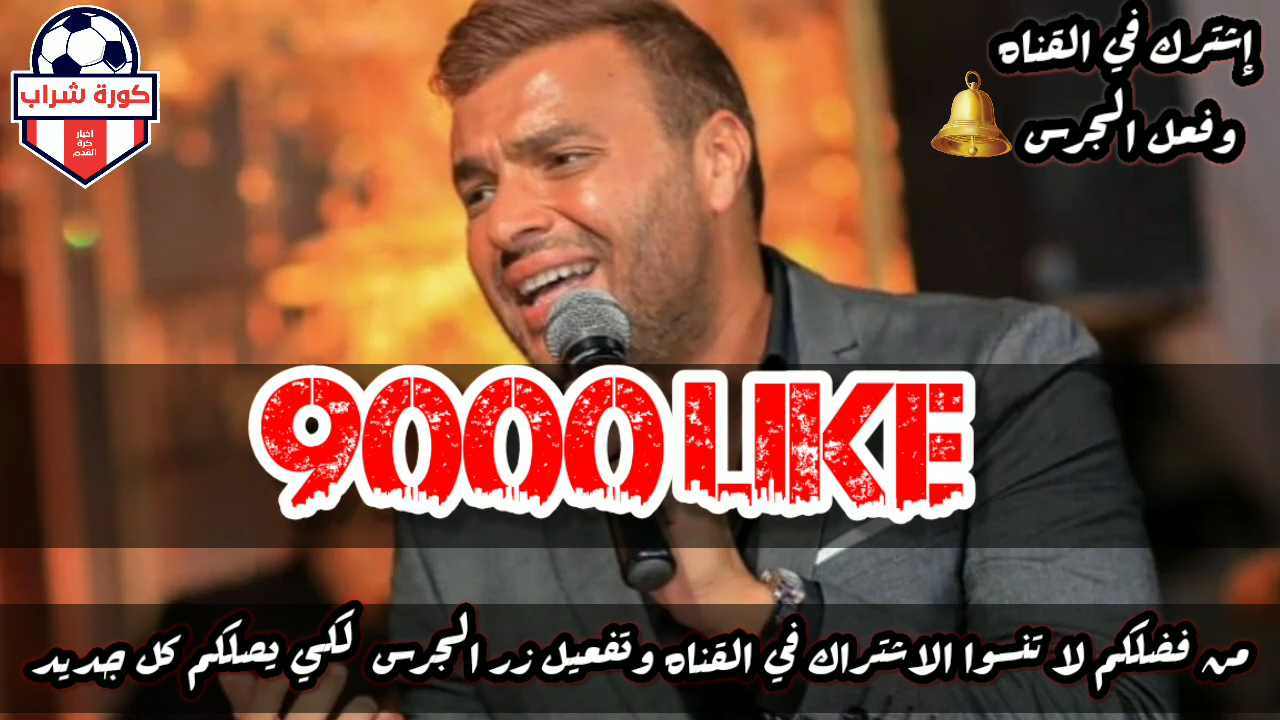 إشترك في القناه
وفعل الجرس
كورة شراب
اخبار
كرة
القدم
9000 LIKE
من فضلكم لا تنسوا الاشتراك في القناه وتفعيل زر الجرس لكي يصلكم كل جديد